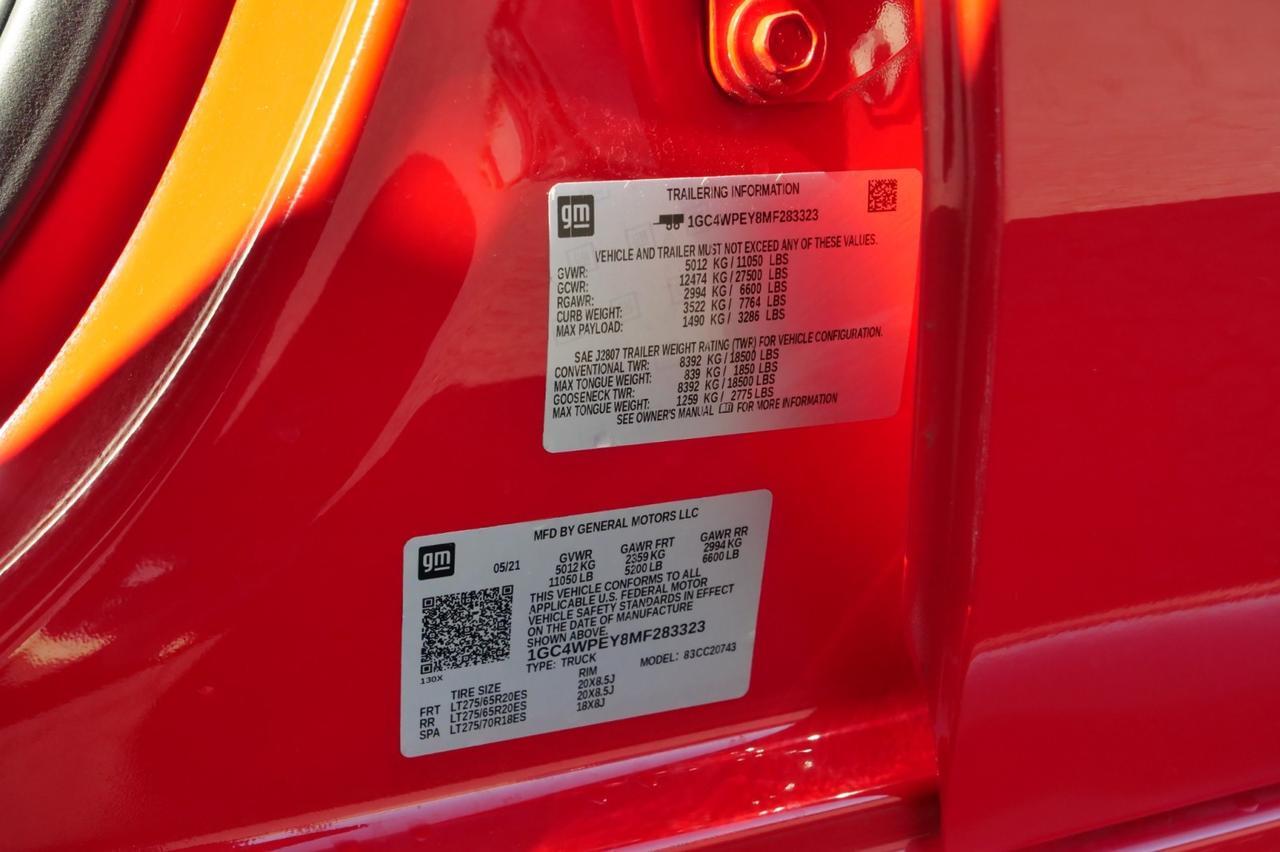 gm
TRAILERING INFORMATION
1GC4WPEY8MF283323
VEHICLE AND TRAILER MUST NOT EXCEED ANY OF THESE VALUES.
GVWR: 5012 KG / 11050 LBS
GCWR: 12474 KG / 27500 LBS
RGAWR: 2994 KG / 6600 LBS
CURB WEIGHT: 3522 KG / 7764 LBS
MAX PAYLOAD: 1490 KG / 3286 LBS
SAE J2807 TRAILER WEIGHT RATING (TWR) FOR VEHICLE CONFIGURATION.
CONVENTIONAL TWR: 8392 KG / 18500 LBS
MAX TONGUE WEIGHT: 839 KG / 1850 LBS
GOOSENECK TWR: 8392 KG / 18500 LBS
MAX TONGUE WEIGHT: 1259 KG / 2775 LBS
SEE OWNER'S MANUAL FOR MORE INFORMATION
MFD BY GENERAL MOTORS LLC
gm
05/21
GVWR GAWR FRT GAWR RR
5012 KG 2359 KG 2994 KG
11050 LB 5200 LB 6600 LB
THIS VEHICLE CONFORMS TO ALL
APPLICABLE U.S. FEDERAL MOTOR
VEHICLE SAFETY STANDARDS IN EFFECT
ON THE DATE OF MANUFACTURE
SHOWN ABOVE.
1GC4WPEY8MF283323
TYPE: TRUCK MODEL: 83CC20743
130X
TIRE SIZE RIM
FRT LT275/65R20ES 20X8.5J
RR LT275/65R20ES 20X8.5J
SPA LT275/70R18ES 18X8J